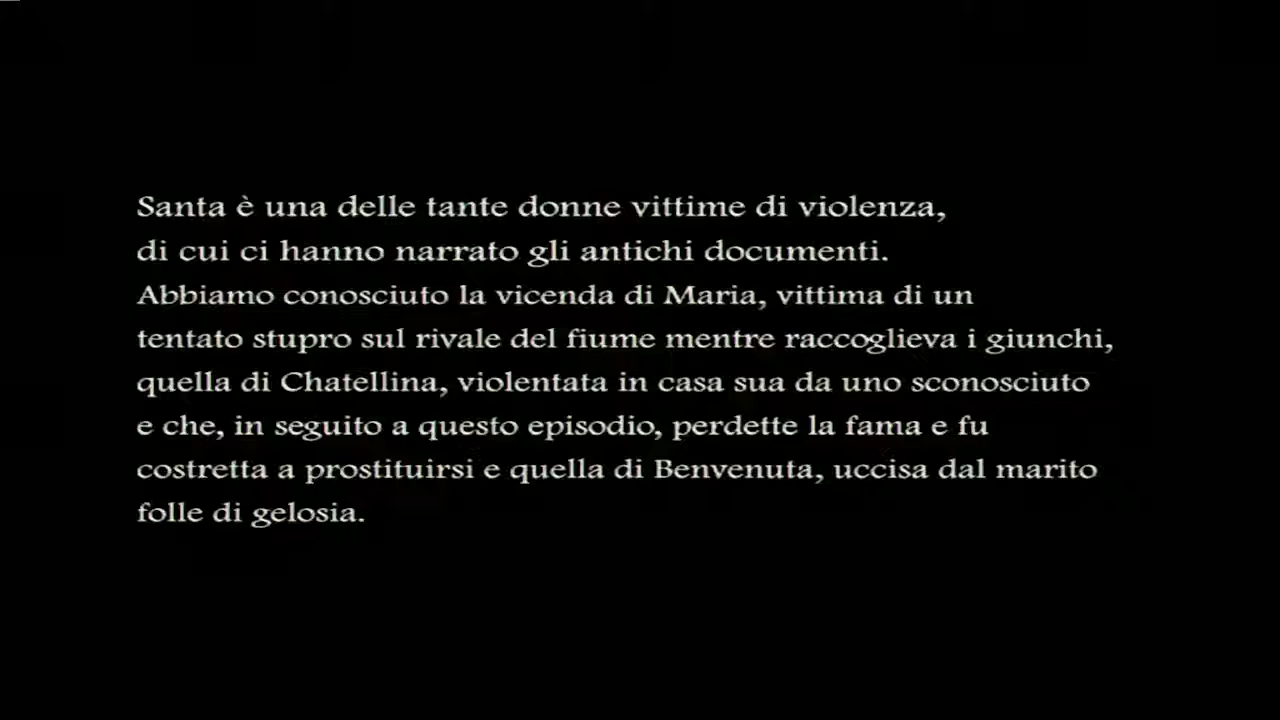 Santa è una delle tante donne vittime di violenza,
di cui ci hanno narrato gli antichi documenti.
Abbiamo conosciuto la vicenda di Maria, vittima di un
tentato stupro sul rivale del fiume mentre raccoglieva i giunchi,
quella di Chatellina, violentata in casa sua da uno sconosciuto
e che, in seguito a questo episodio, perdette la fama e fu
costretta a prostituirsi e quella di Benvenuta, uccisa dal marito
folle di gelosia.